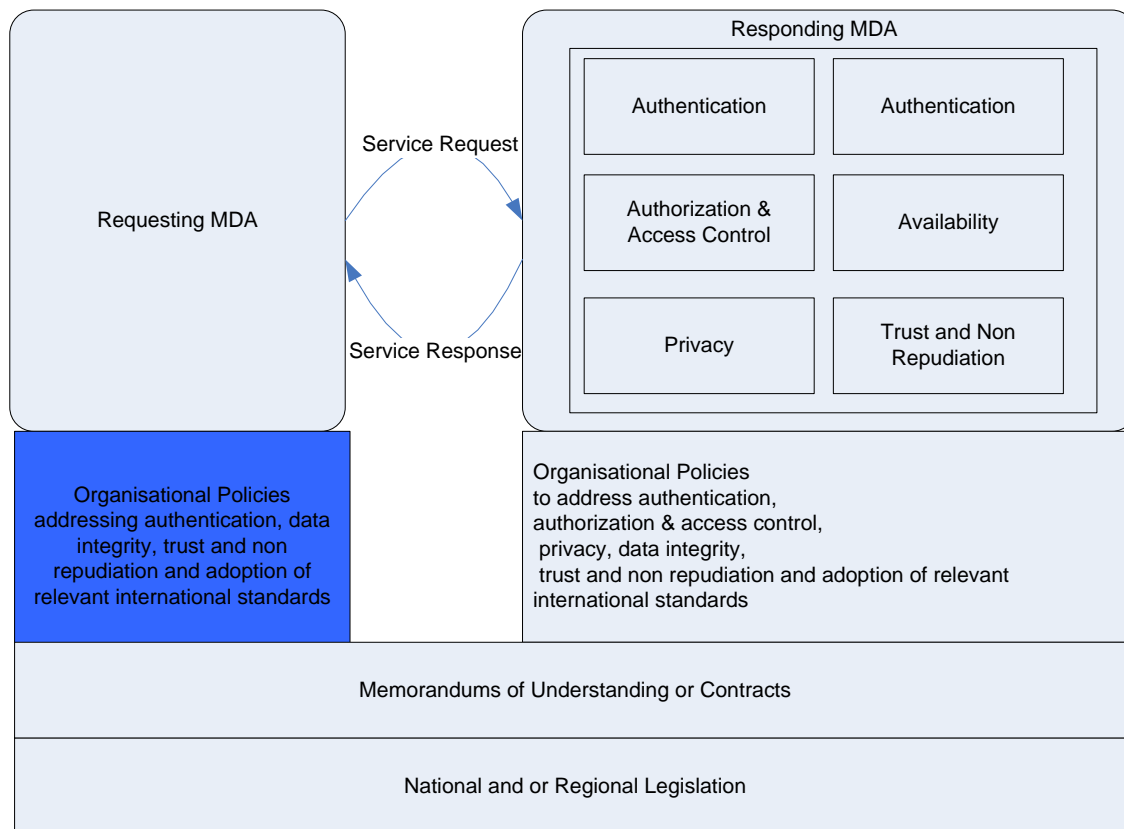 Responding MDA
Authentication
Authentication
Service Request
Requesting MDA
Authorization &
Access Control
Availability
Service Response
Privacy
Trust and Non
Repudiation
Organisational Policies
addressing authentication, data
integrity, trust and non
repudiation and adoption of
relevant international standards
Organisational Policies
to address authentication,
authorization & access control,
privacy, data integrity,
trust and non repudiation and adoption of relevant
international standards
Memorandums of Understanding or Contracts
National and or Regional Legislation